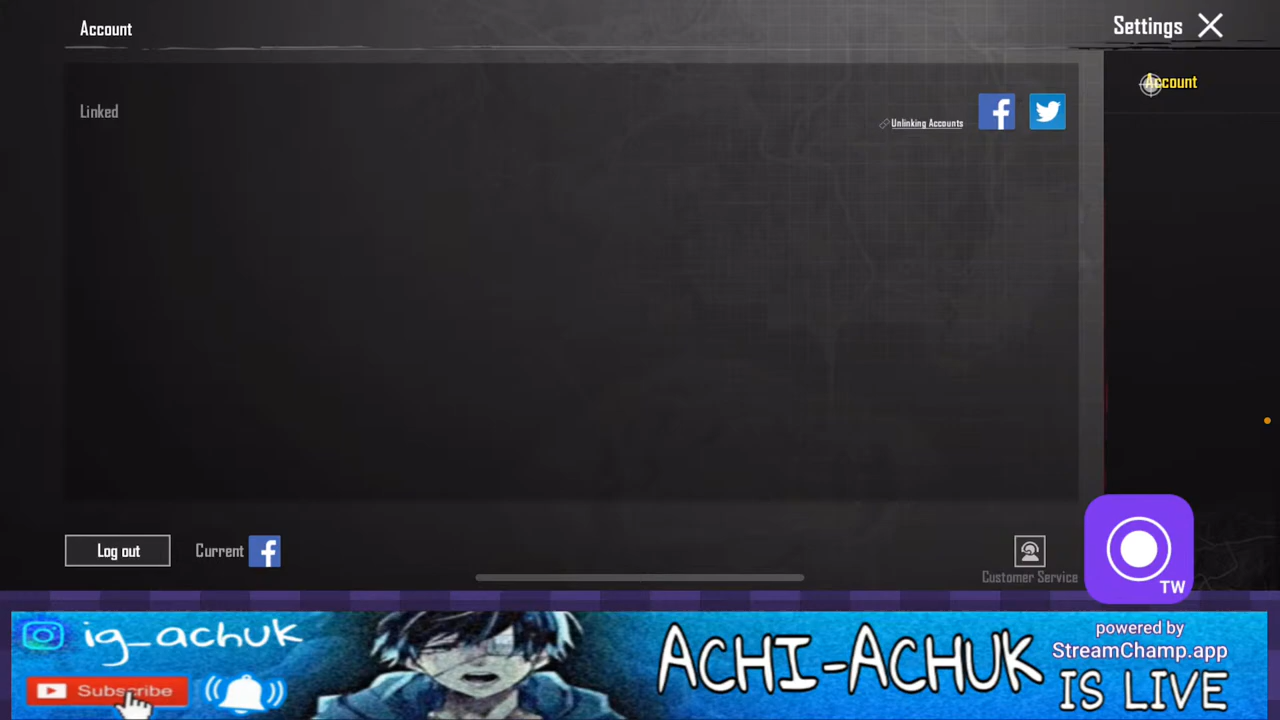 Account
Settings
Account
Linked
Unlinking Accounts
Log out
Current
Customer Service
TW
ig_achuk
Subscribe
ACHI-ACHUK
IS LIVE
powered by
StreamChamp.app